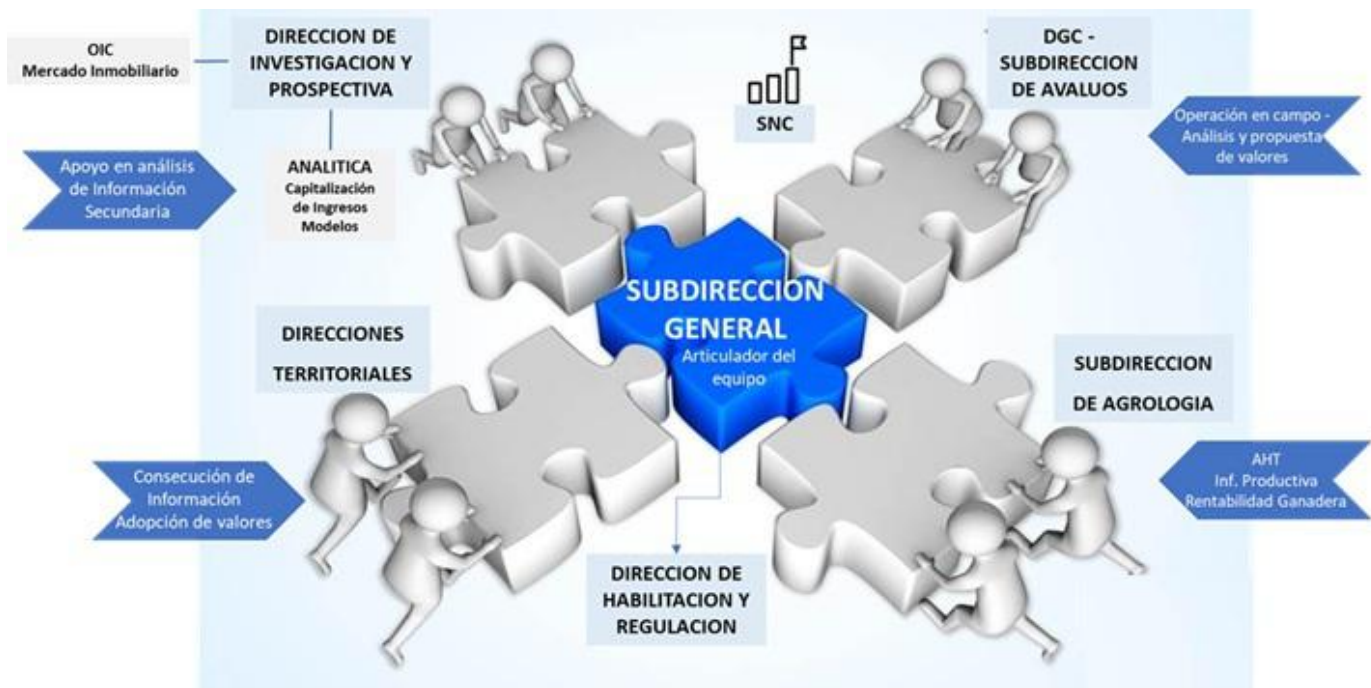 OIC
Mercado Inmobiliario
DIRECCION DE
INVESTIGACION Y
PROSPECTIVA
SNC
DGC -
SUBDIRECCION
DE AVALUOS
Apoyo en análisis
de Información
Secundaria
ANALITICA
Capitalización
de Ingresos
Modelos
Operación en campo -
Análisis y propuesta
de valores
SUBDIRECCION
GENERAL
Articulador del
equipo
DIRECCIONES
TERRITORIALES
SUBDIRECCION
DE AGROLOGIA
Consecución de
Información
Adopción de valores
AHT
Inf. Productiva
Rentabilidad Ganadera
DIRECCION DE
HABILITACION Y
REGULACION